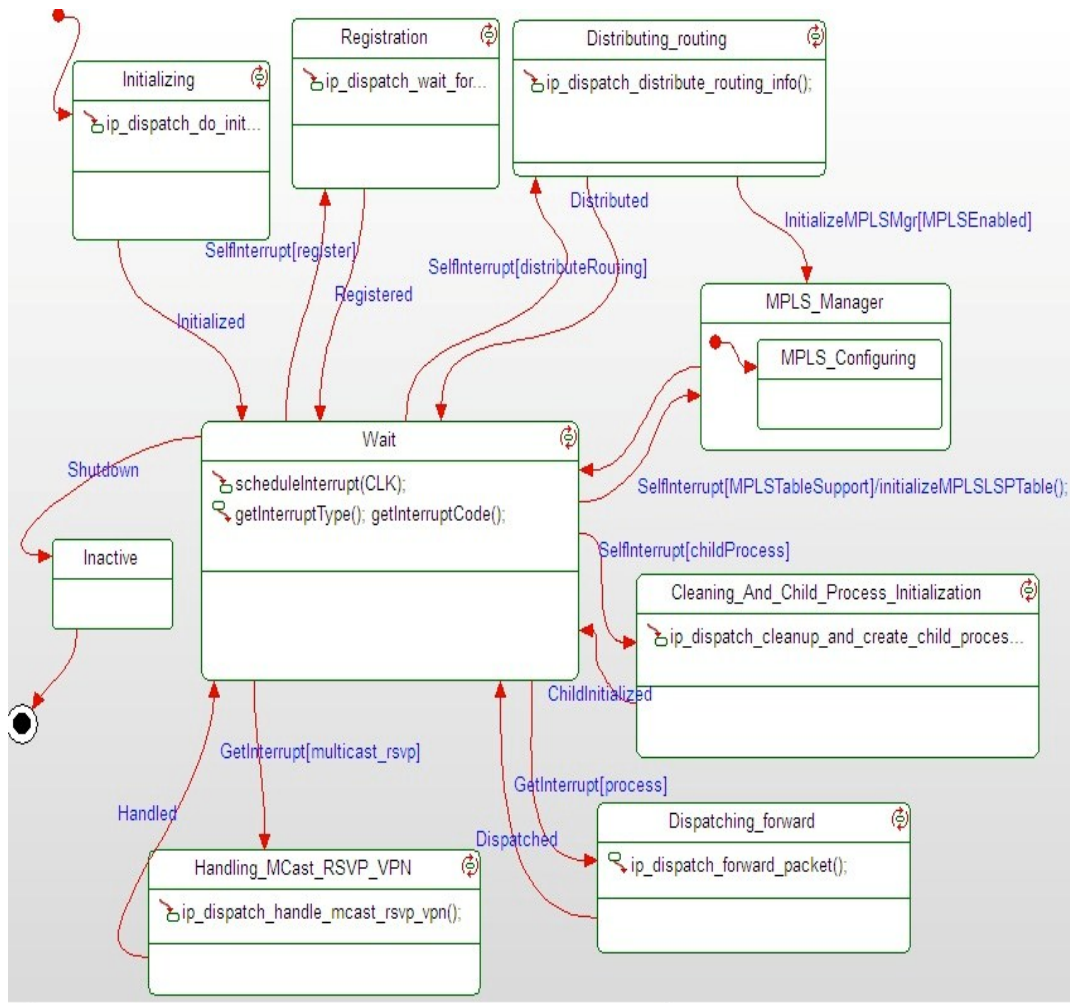 Registration
Distributing_routing
Initializing
ip_dispatch_wait_for...
ip_dispatch_distribute_routing_info();
ip_dispatch_do_init...
Distributed
InitializeMPLSMgr[MPLSEnabled]
SelfInterrupt[register]
SelfInterrupt[distributeRouting]
Registered
MPLS_Manager
Initialized
MPLS_Configuring
Wait
Shutdown
scheduleInterrupt(CLK);
SelfInterrupt[MPLSTableSupport]/initializeMPLSLSPTable();
getInterruptType(); getInterruptCode();
SelfInterrupt[childProcess]
Inactive
Cleaning_And_Child_Process_Initialization
ip_dispatch_cleanup_and_create_child_proces...
ChildInitialized
GetInterrupt[multicast_rsvp]
GetInterrupt[process]
Handled
Dispatched
Dispatching_forward
Handling_MCast_RSVP_VPN
ip_dispatch_forward_packet();
ip_dispatch_handle_mcast_rsvp_vpn();